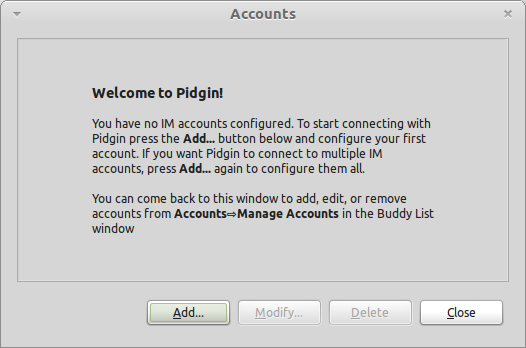 Accounts
Welcome to Pidgin!
You have no IM accounts configured. To start connecting with
Pidgin press the Add... button below and configure your first
account. If you want Pidgin to connect to multiple IM
accounts, press Add... again to configure them all.
You can come back to this window to add, edit, or remove
accounts from Accounts⇨Manage Accounts in the Buddy List
window
Add... Modify... Delete Close